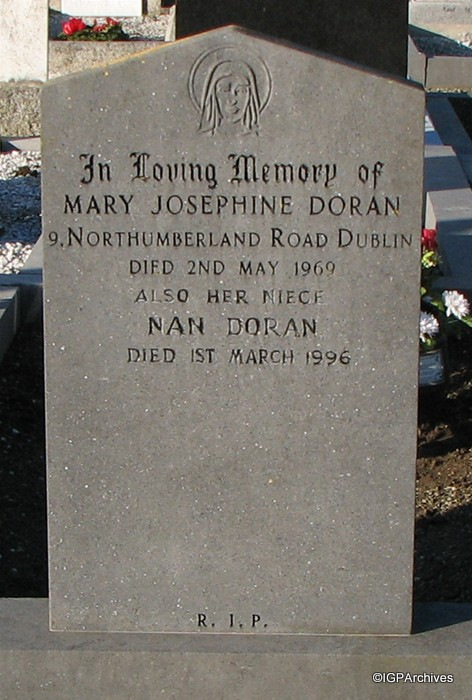 In Loving Memory of
MARY JOSEPHINE DORAN
9, NORTHUMBERLAND ROAD DUBLIN
DIED 2ND MAY 1969
ALSO HER NIECE
NAN DORAN
DIED 1ST MARCH 1996
R. I. P.
©IGPArchives